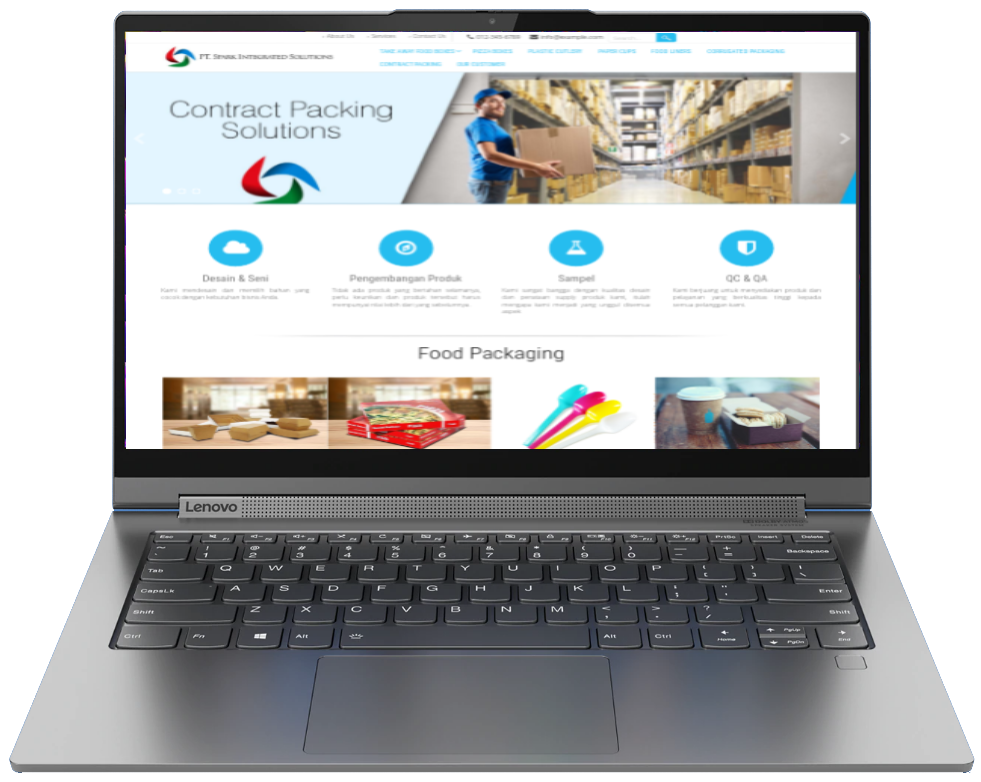 About Us
Services
Contact Us
012-345-6789
info@example.com
PT. SPARK INTEGRATED SOLUTIONS
TAKE AWAY FOOD BOXES
PIZZA BOXES
PLASTIC CUTLERY
PAPER CUPS
FOOD LINERS
CORRUGATED PACKAGING
CONTRACT PACKING
OUR CUSTOMER
Contract Packing
Solutions
Desain & Seni
Pengembangan Produk
Sampel
QC & QA
Kami mendesain dan memilih bahan yang
cocok dengan kebutuhan bisnis Anda.
Tidak ada produk yang bertahan selamanya,
perlu keunikan dan produk tersebut harus
mempunyai nilai lebih dari yang sebelumnya.
Kami sangat bangga dengan kualitas desain
dan penelaan supply produk kami, itulah
mengapa kami menjadi yang unggul disemua
aspek.
Kami berjuang untuk menyediakan produk dan
pelayanan yang berkualitas tinggi kepada
semua pelanggan kami.
Food Packaging
Lenovo
Esc F1 F2 F3 F4 F5 F6 F7 F8 F9 F10 F11 F12 PrtSc Insert Delete
~ ! @ # $ % ^ & * ( ) — +
` 1 2 3 4 5 6 7 8 9 0 - = Backspace
Tab Q W E R T Y U I O P { [ } ] | \
CapsLk A S D F G H J K L : ; " ' Enter
Shift Z X C V B N M < , > . ? / Shift
Ctrl Fn Alt Alt Ctrl Home PgUp PgDn End